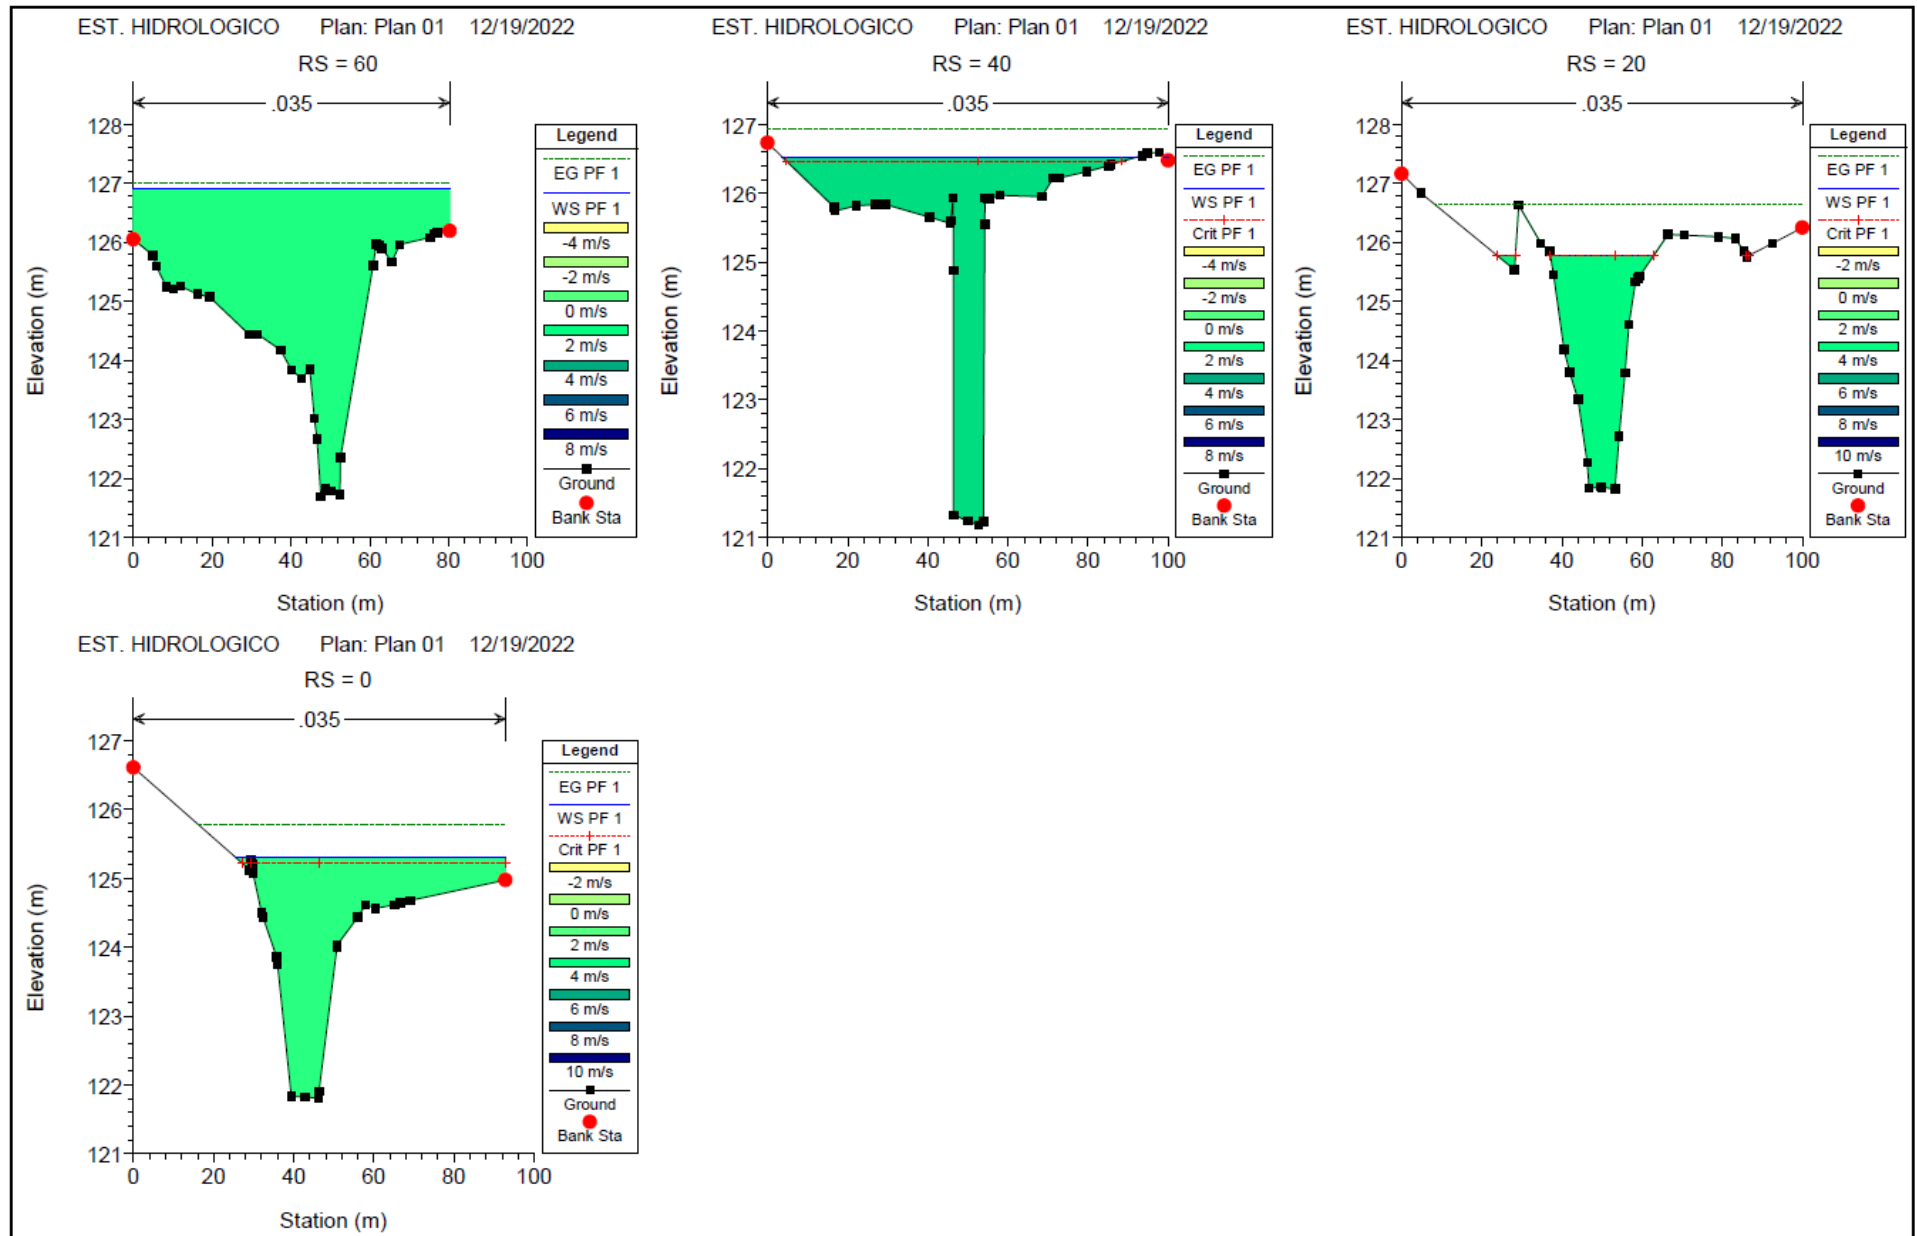 EST. HIDROLOGICO Plan: Plan 01 12/19/2022
RS = 60
.035
128
127
126
125
124
123
122
121
0 20 40 60 80 100
Elevation (m)
Station (m)
Legend
EG PF 1
WS PF 1
-4 m/s
-2 m/s
0 m/s
2 m/s
4 m/s
6 m/s
8 m/s
Ground
Bank Sta
EST. HIDROLOGICO Plan: Plan 01 12/19/2022
RS = 40
.035
127
126
125
124
123
122
121
0 20 40 60 80 100
Elevation (m)
Station (m)
Legend
EG PF 1
WS PF 1
Crit PF 1
-4 m/s
-2 m/s
0 m/s
2 m/s
4 m/s
6 m/s
8 m/s
Ground
Bank Sta
EST. HIDROLOGICO Plan: Plan 01 12/19/2022
RS = 20
.035
128
127
126
125
124
123
122
121
0 20 40 60 80 100
Elevation (m)
Station (m)
Legend
EG PF 1
WS PF 1
Crit PF 1
-2 m/s
0 m/s
2 m/s
4 m/s
6 m/s
8 m/s
10 m/s
Ground
Bank Sta
EST. HIDROLOGICO Plan: Plan 01 12/19/2022
RS = 0
.035
127
126
125
124
123
122
121
0 20 40 60 80 100
Elevation (m)
Station (m)
Legend
EG PF 1
WS PF 1
Crit PF 1
-2 m/s
0 m/s
2 m/s
4 m/s
6 m/s
8 m/s
10 m/s
Ground
Bank Sta